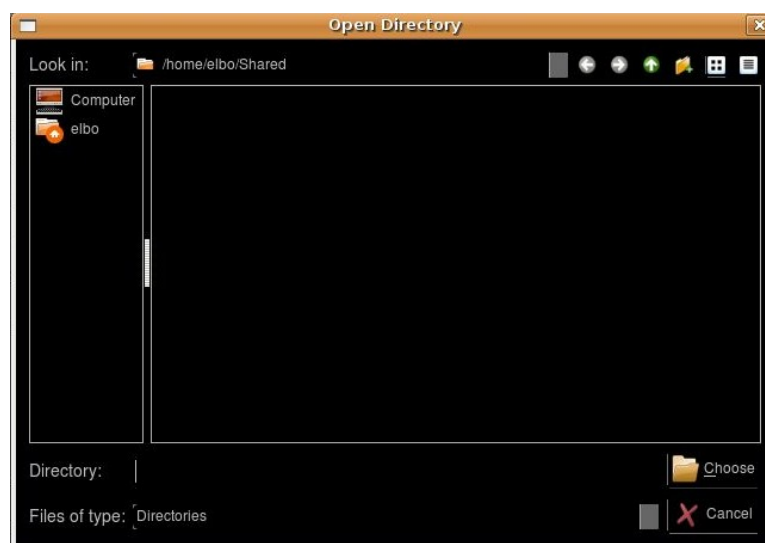 Open Directory
Look in: /home/elbo/Shared
Computer
elbo
Directory: Choose
Files of type: Directories Cancel